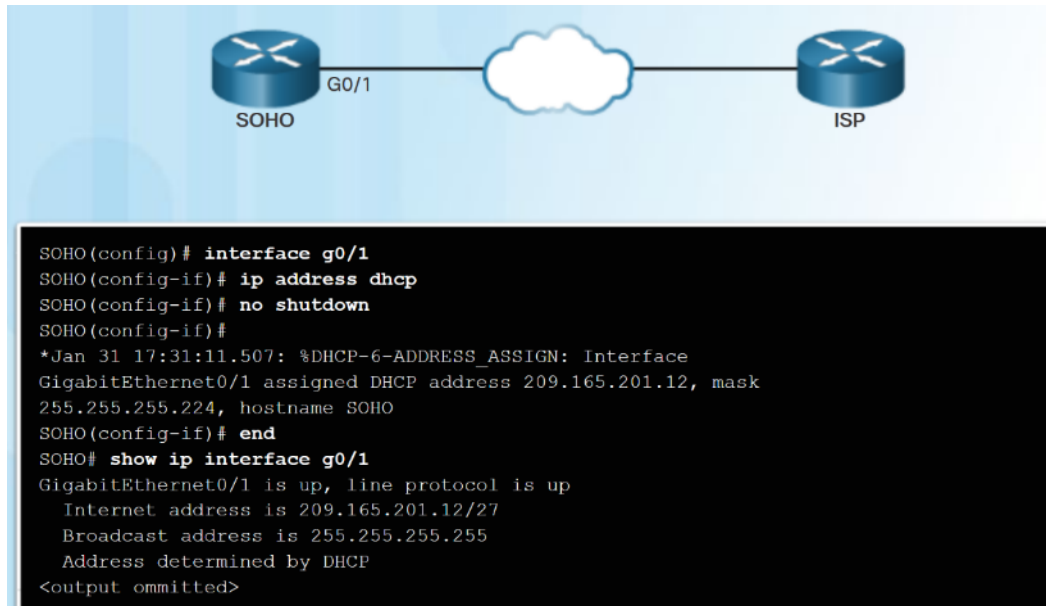 G0/1
SOHO
ISP
SOHO(config)# interface g0/1
SOHO(config-if)# ip address dhcp
SOHO(config-if)# no shutdown
SOHO(config-if)#
*Jan 31 17:31:11.507: %DHCP-6-ADDRESS_ASSIGN: Interface
GigabitEthernet0/1 assigned DHCP address 209.165.201.12, mask
255.255.255.224, hostname SOHO
SOHO(config-if)# end
SOHO# show ip interface g0/1
GigabitEthernet0/1 is up, line protocol is up
  Internet address is 209.165.201.12/27
  Broadcast address is 255.255.255.255
  Address determined by DHCP
<output ommitted>